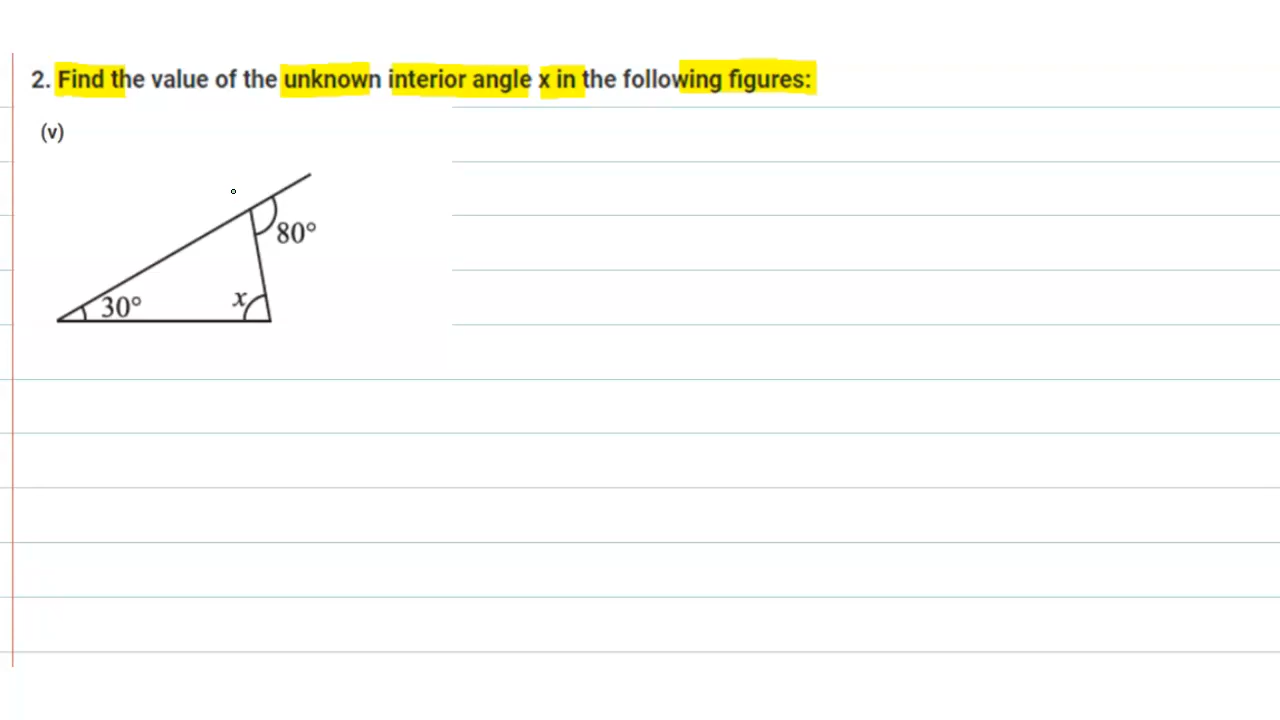 2. Find the value of the unknown interior angle x in the following figures:
(v)
80°
30°
x